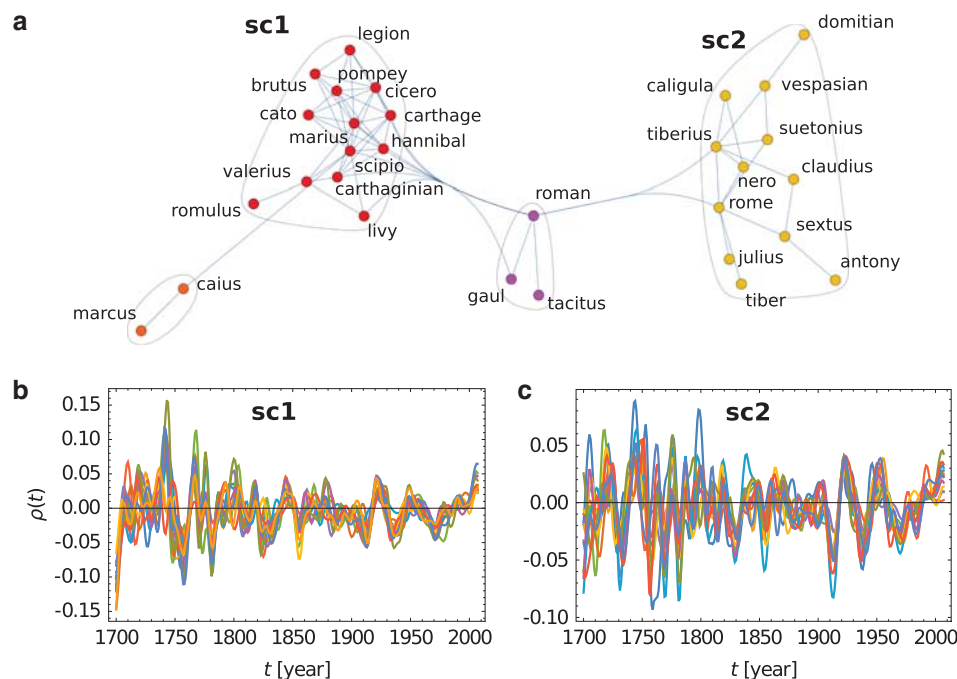 a
sc1
sc2
domitian
legion
brutus
pompey
cicero
caligula
vespasian
cato
carthage
marius
hannibal
tiberius
suetonius
valerius
scipio
carthaginian
nero
claudius
romulus
livy
roman
rome
sextus
caius
marcus
gaul
tacitus
julius
antony
tiber
b
sc1
0.15
0.10
0.05
0.00
-0.05
-0.10
-0.15
ρ(t)
1700 1750 1800 1850 1900 1950 2000
t [year]
c
sc2
0.05
0.00
-0.05
-0.10
1700 1750 1800 1850 1900 1950 2000
t [year]